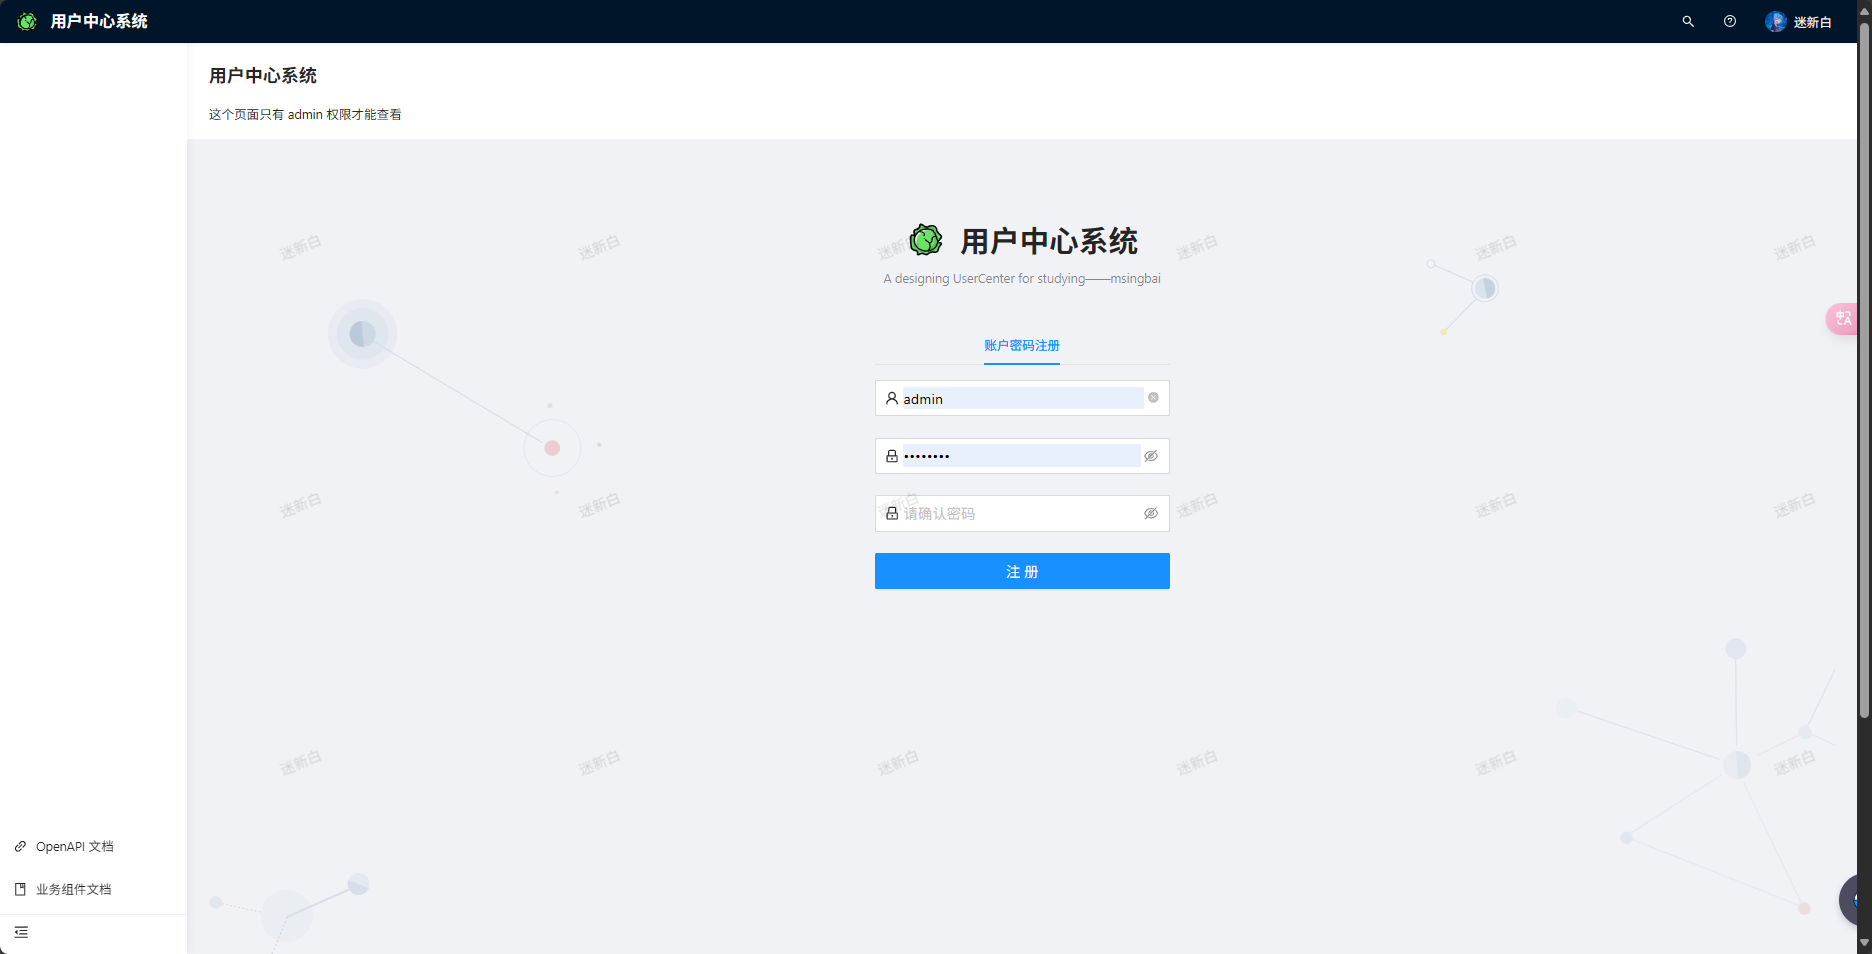 用户中心系统
迷新白
用户中心系统
这个页面只有 admin 权限才能查看
迷新白 迷新白 迷新白 迷新白 迷新白 迷新白
用户中心系统
A designing UserCenter for studying——msingbai
账户密码注册
admin
••••••••
迷新白 迷新白 迷新白 迷新白 迷新白 迷新白
请确认密码
注 册
迷新白 迷新白 迷新白 迷新白 迷新白 迷新白
OpenAPI 文档
业务组件文档